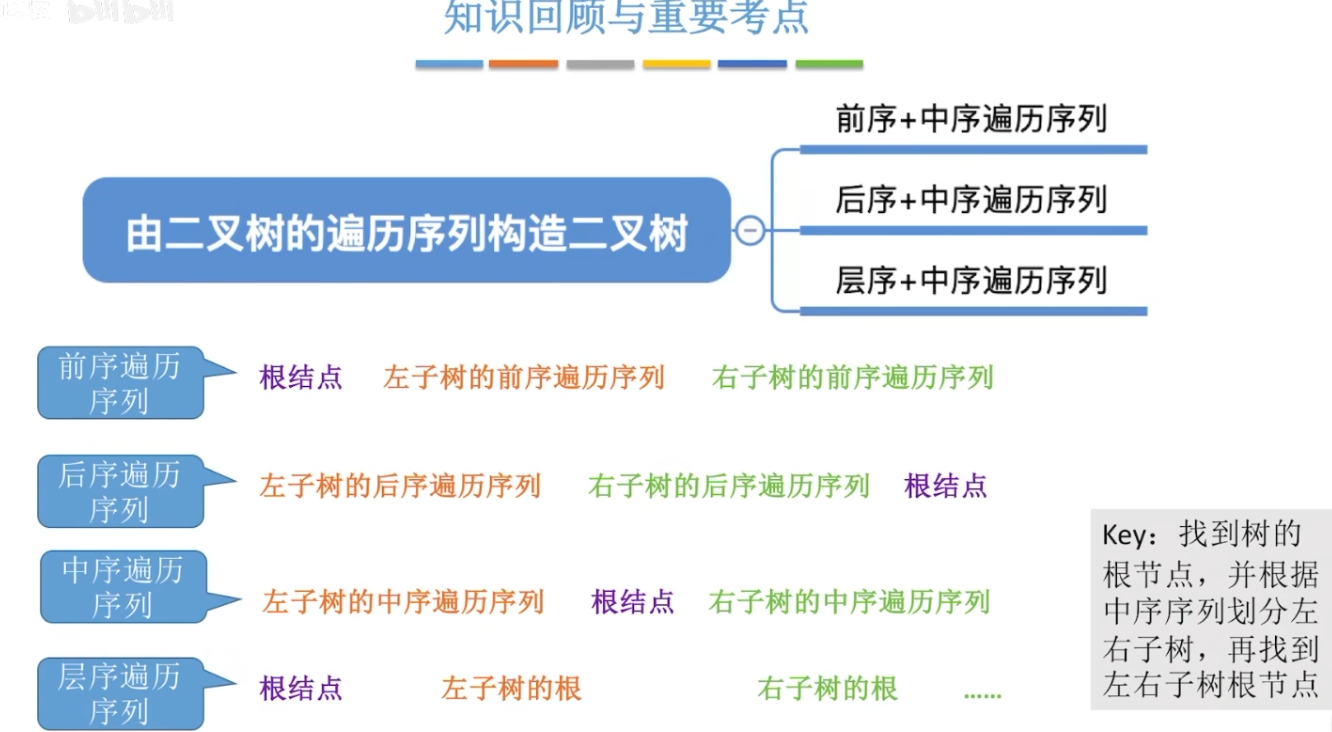 知识回顾与重要考点
前序+中序遍历序列
由二叉树的遍历序列构造二叉树
后序+中序遍历序列
层序+中序遍历序列
前序遍历
序列
根结点 左子树的前序遍历序列 右子树的前序遍历序列
后序遍历
序列
左子树的后序遍历序列 右子树的后序遍历序列 根结点
中序遍历
序列
左子树的中序遍历序列 根结点 右子树的中序遍历序列
层序遍历
序列
根结点 左子树的根 右子树的根 ……
Key：找到树的
根节点，并根据
中序序列划分左
右子树，再找到
左右子树根节点